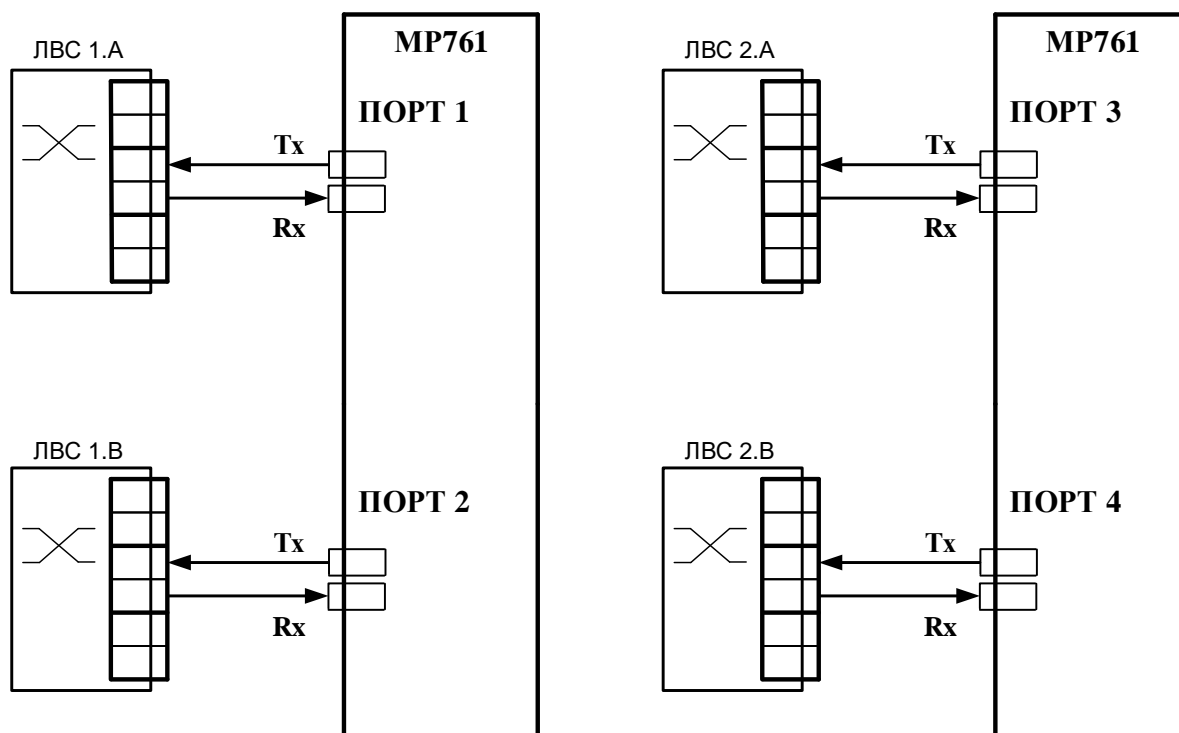 ЛВС 1.А
МР761
ПОРТ 1
Tx
Rx
ЛВС 1.В
ПОРТ 2
Tx
Rx
ЛВС 2.А
МР761
ПОРТ 3
Tx
Rx
ЛВС 2.В
ПОРТ 4
Tx
Rx